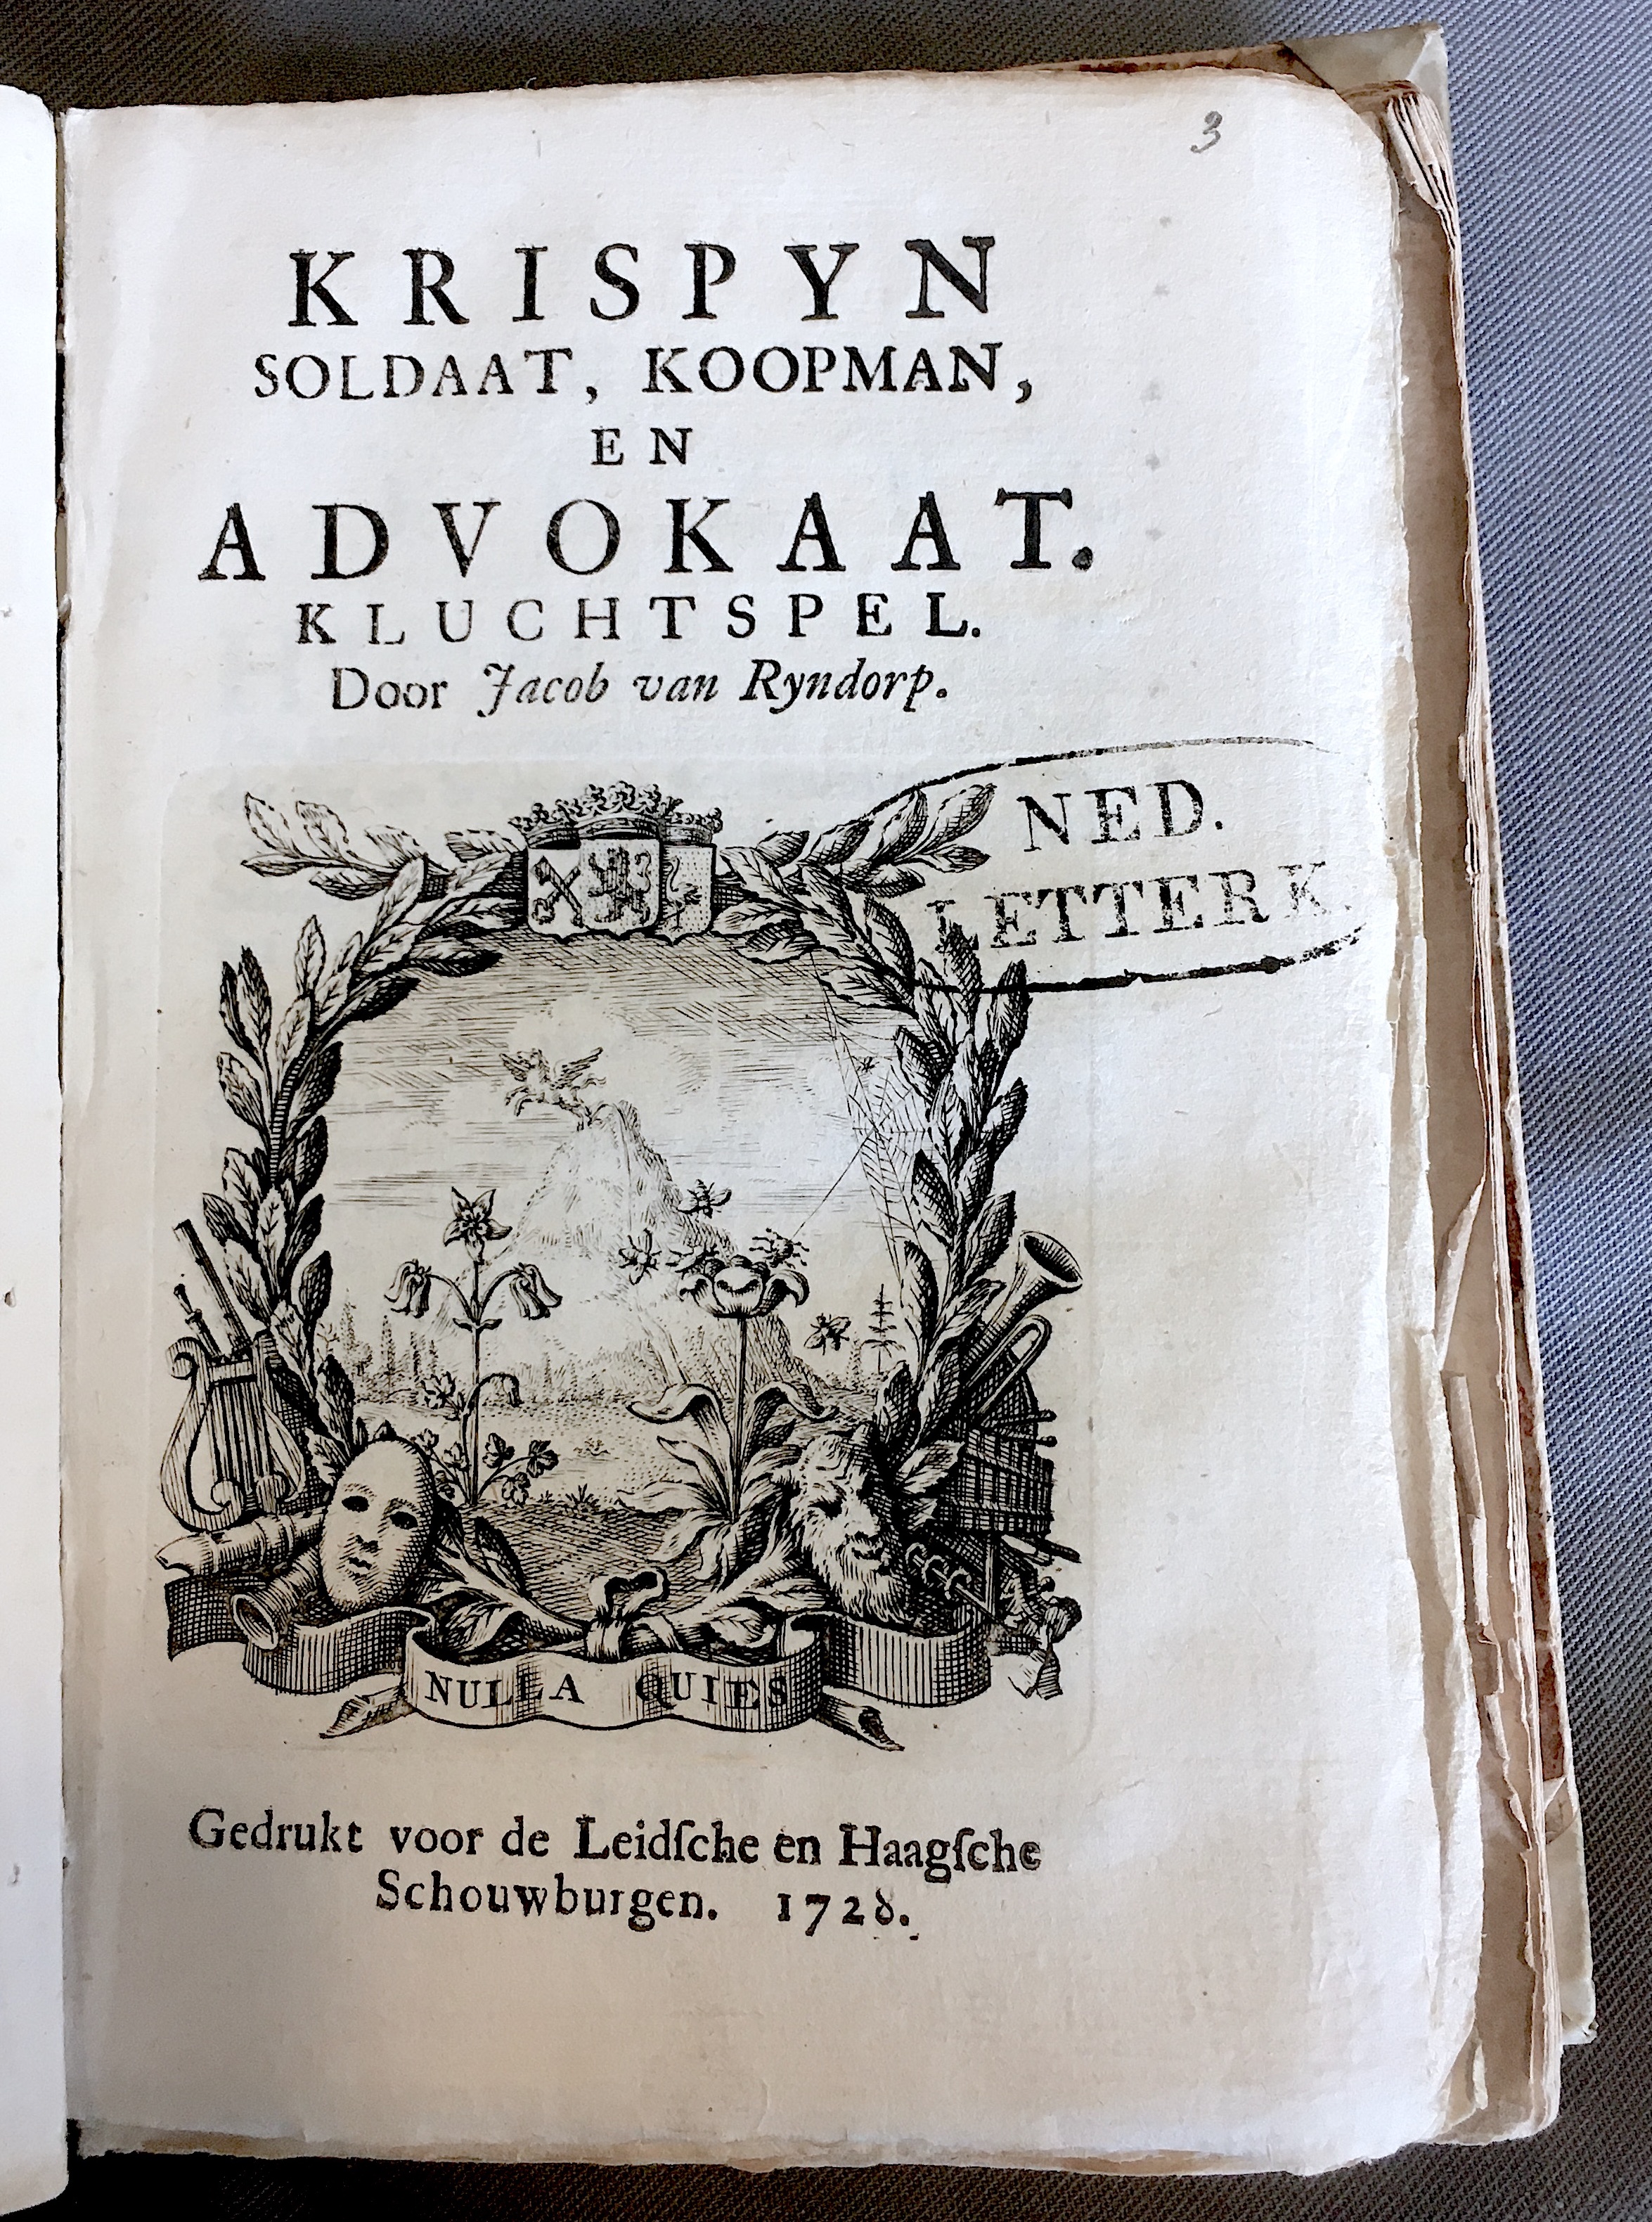 3
KRISPYN
SOLDAAT, KOOPMAN,
EN
ADVOKAAT.
KLUCHTSPEL.
Door Jacob van Ryndorp.
NED.
LETTERK.
NULLA QUIES
Gedrukt voor de Leidſche en Haagſche
Schouwburgen. 1728.